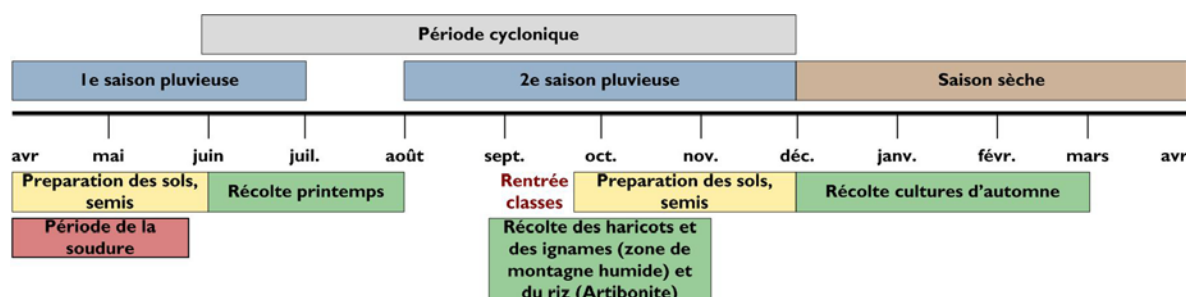 Période cyclonique
1e saison pluvieuse
2e saison pluvieuse
Saison sèche
avr
mai
juin
juil.
août
sept.
oct.
nov.
déc.
janv.
févr.
mars
avr
Preparation des sols,
semis
Récolte printemps
Rentrée
classes
Preparation des sols,
semis
Récolte cultures d'automne
Période de la
soudure
Récolte des haricots et
des ignames (zone de
montagne humide) et
du riz (Artibonite)